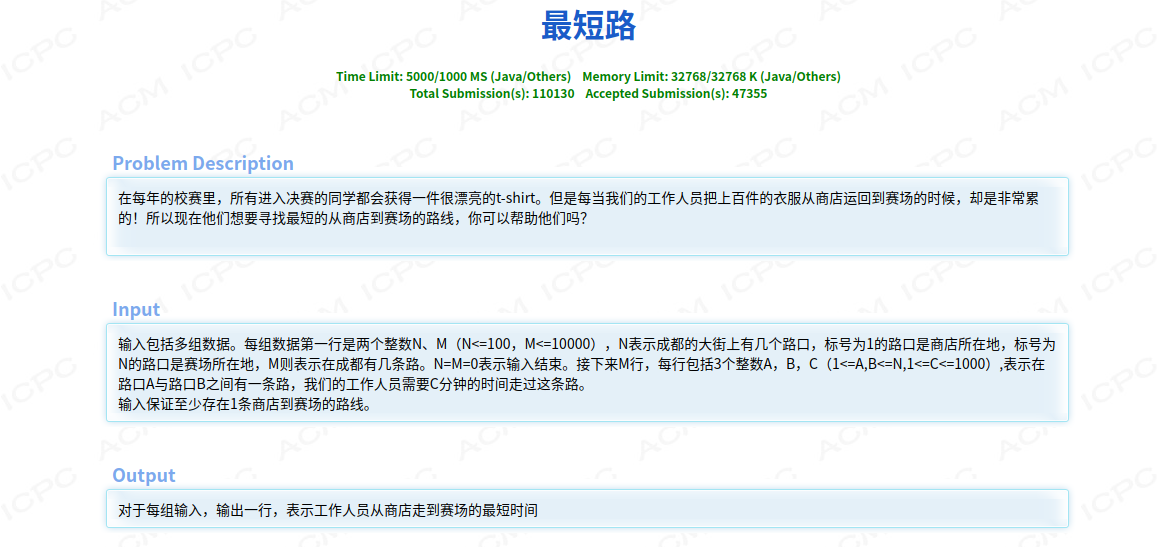 最短路
Time Limit: 5000/1000 MS (Java/Others)    Memory Limit: 32768/32768 K (Java/Others)
Total Submission(s): 110130    Accepted Submission(s): 47355
Problem Description
在每年的校赛里，所有进入决赛的同学都会获得一件很漂亮的t-shirt。但是每当我们的工作人员把上百件的衣服从商店运回到赛场的时候，却是非常累
的！所以现在他们想要寻找最短的从商店到赛场的路线，你可以帮助他们吗？
Input
输入包括多组数据。每组数据第一行是两个整数N、M（N<=100，M<=10000），N表示成都的大街上有几个路口，标号为1的路口是商店所在地，标号为
N的路口是赛场所在地，M则表示在成都有几条路。N=M=0表示输入结束。接下来M行，每行包括3个整数A，B，C（1<=A,B<=N,1<=C<=1000）,表示在
路口A与路口B之间有一条路，我们的工作人员需要C分钟的时间走过这条路。
输入保证至少存在1条商店到赛场的路线。
Output
对于每组输入，输出一行，表示工作人员从商店走到赛场的最短时间